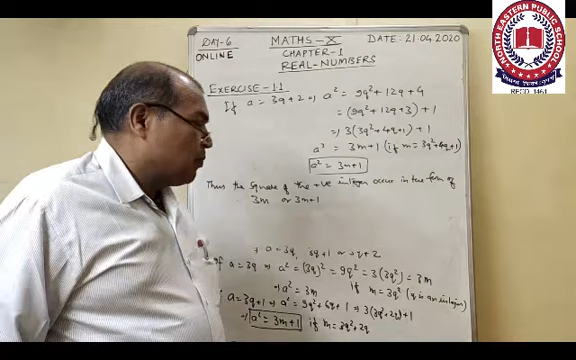 DAY-6
ONLINE
MATHS-X
DATE: 21.04.2020
CHAPTER-1
REAL-NUMBERS
EXERCISE-1.1
If a = 3q+2 ⇒ a² = 9q² + 12q + 4
= (9q² + 12q + 3) + 1
⇒ 3(3q² + 4q + 1) + 1
a² = 3m+1 (if m = 3q²+4q+1)
a² = 3m+1
Thus the square of the +ve integer occur in the form of
3m or 3m+1
⇒ a = 3q, 3q+1 or 3q+2
If a = 3q ⇒ a² = (3q)² = 9q² = 3(3q²) = 3m
⇒ a² = 3m if m = 3q² (q is an integer)
a = 3q+1 ⇒ a² = 9q² + 6q + 1 ⇒ 3(3q²+2q)+1
⇒ a² = 3m+1 if m = 3q²+2q
NORTH EASTERN PUBLIC SCHOOL
REGD. 1461